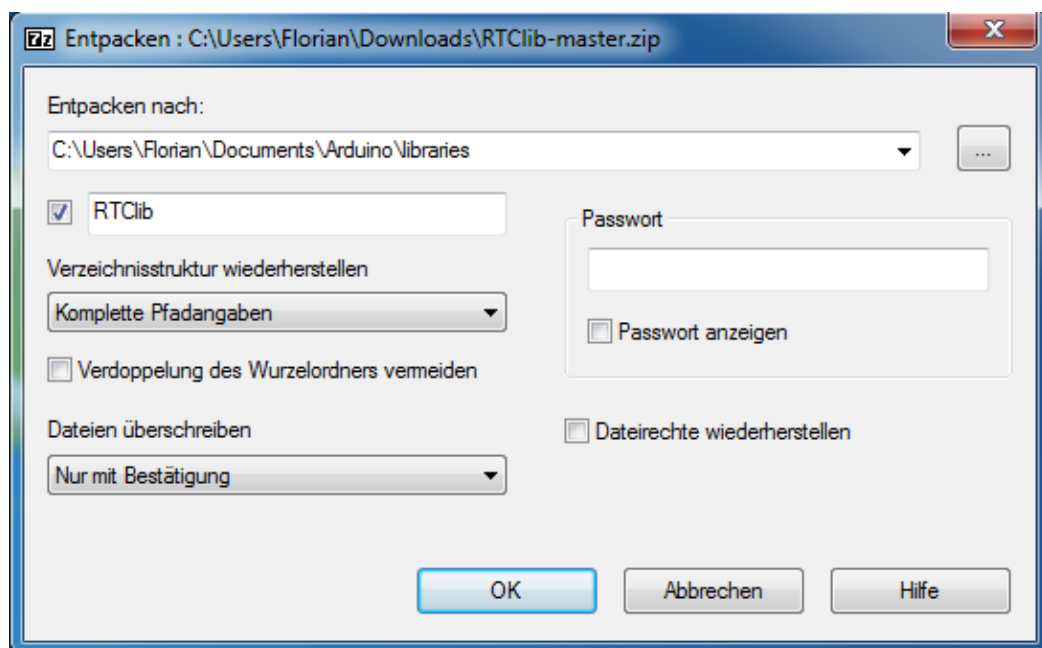 7z Entpacken : C:\Users\Florian\Downloads\RTClib-master.zip
Entpacken nach:
C:\Users\Florian\Documents\Arduino\libraries
...
RTClib
Passwort
Verzeichnisstruktur wiederherstellen
Komplette Pfadangaben
Passwort anzeigen
Verdoppelung des Wurzelordners vermeiden
Dateien überschreiben
Dateirechte wiederherstellen
Nur mit Bestätigung
OK
Abbrechen
Hilfe